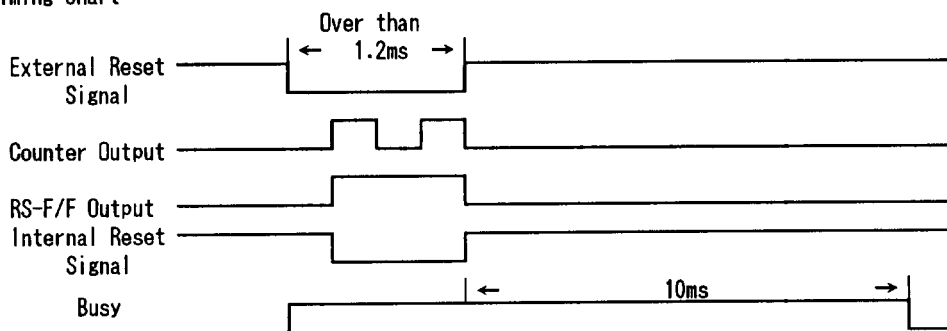 Over than
1.2ms
External Reset
Signal
Counter Output
RS-F/F Output
Internal Reset
Signal
10ms
Busy